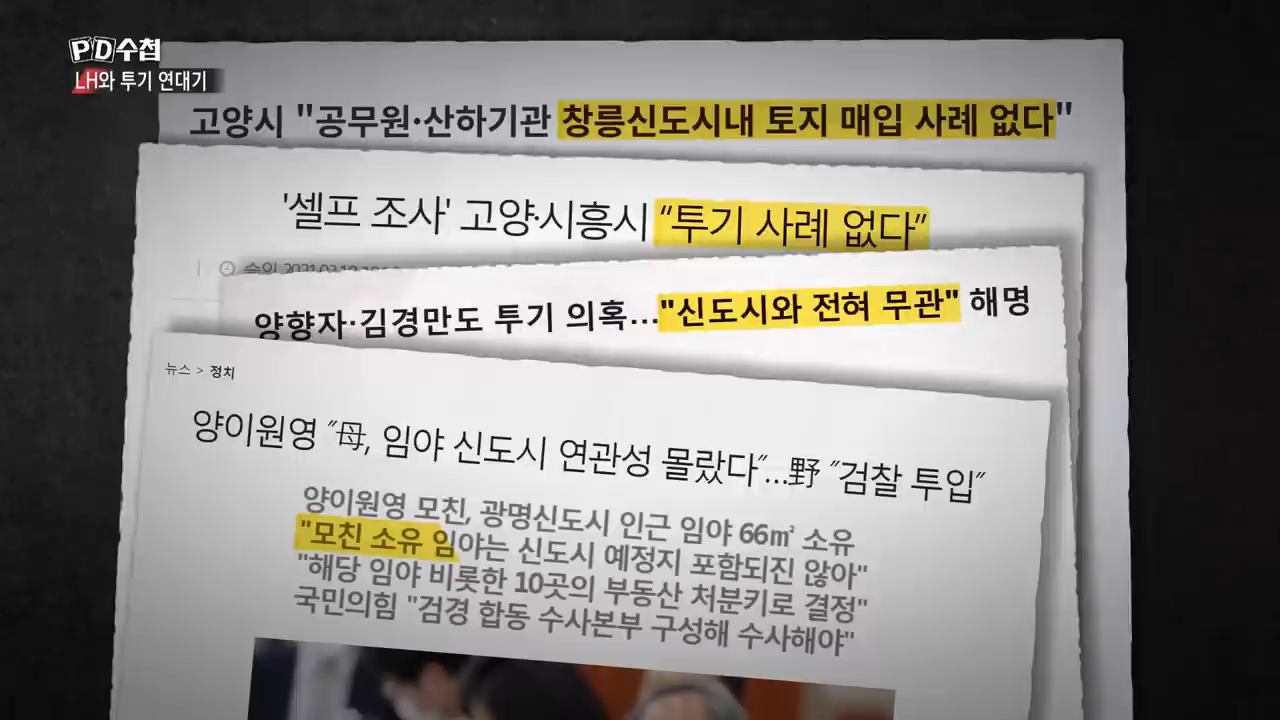 PD수첩
LH와 투기 연대기
고양시 "공무원·산하기관 창릉신도시내 토지 매입 사례 없다"
'셀프 조사' 고양·시흥시 “투기 사례 없다”
양향자·김경만도 투기 의혹..."신도시와 전혀 무관" 해명
뉴스 > 정치
양이원영 ˝母, 임야 신도시 연관성 몰랐다˝...野 ˝검찰 투입˝
양이원영 모친, 광명신도시 인근 임야 66㎡ 소유
"모친 소유 임야는 신도시 예정지 포함되진 않아"
"해당 임야 비롯한 10곳의 부동산 처분키로 결정"
국민의힘 "검경 합동 수사본부 구성해 수사해야"